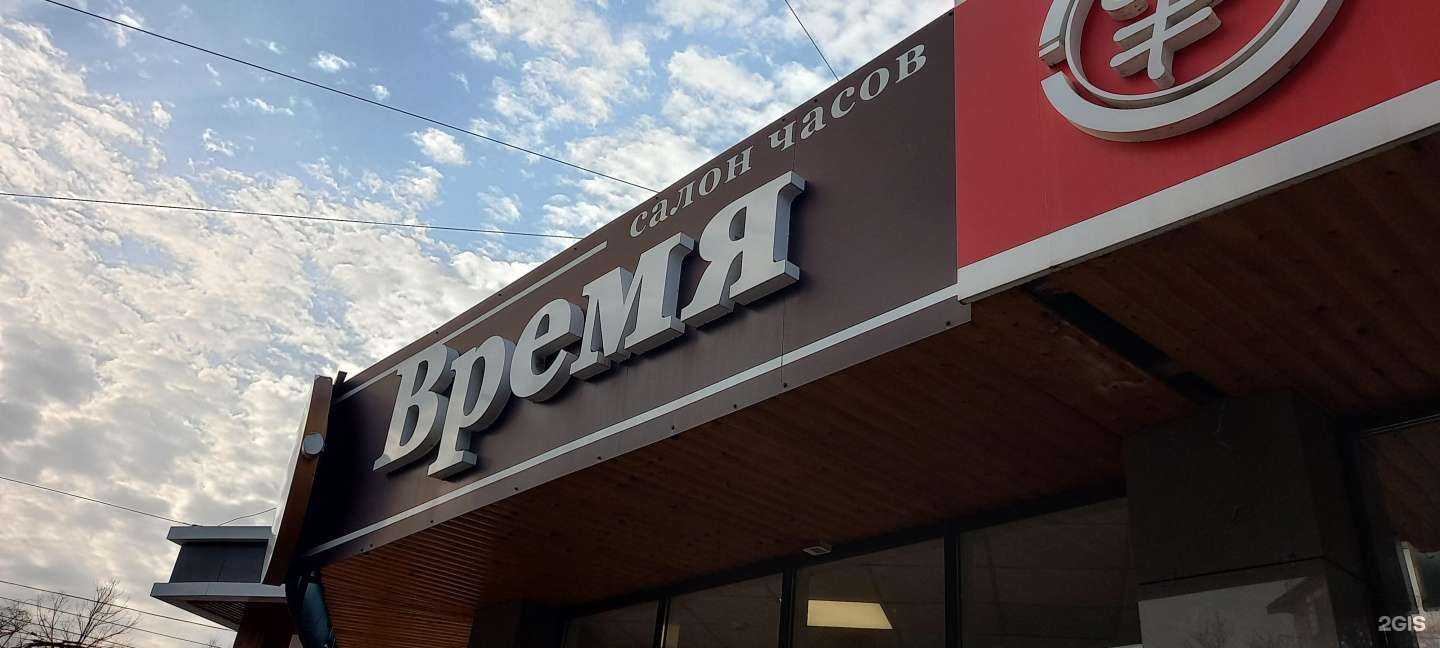 салон часов
Время
2GIS